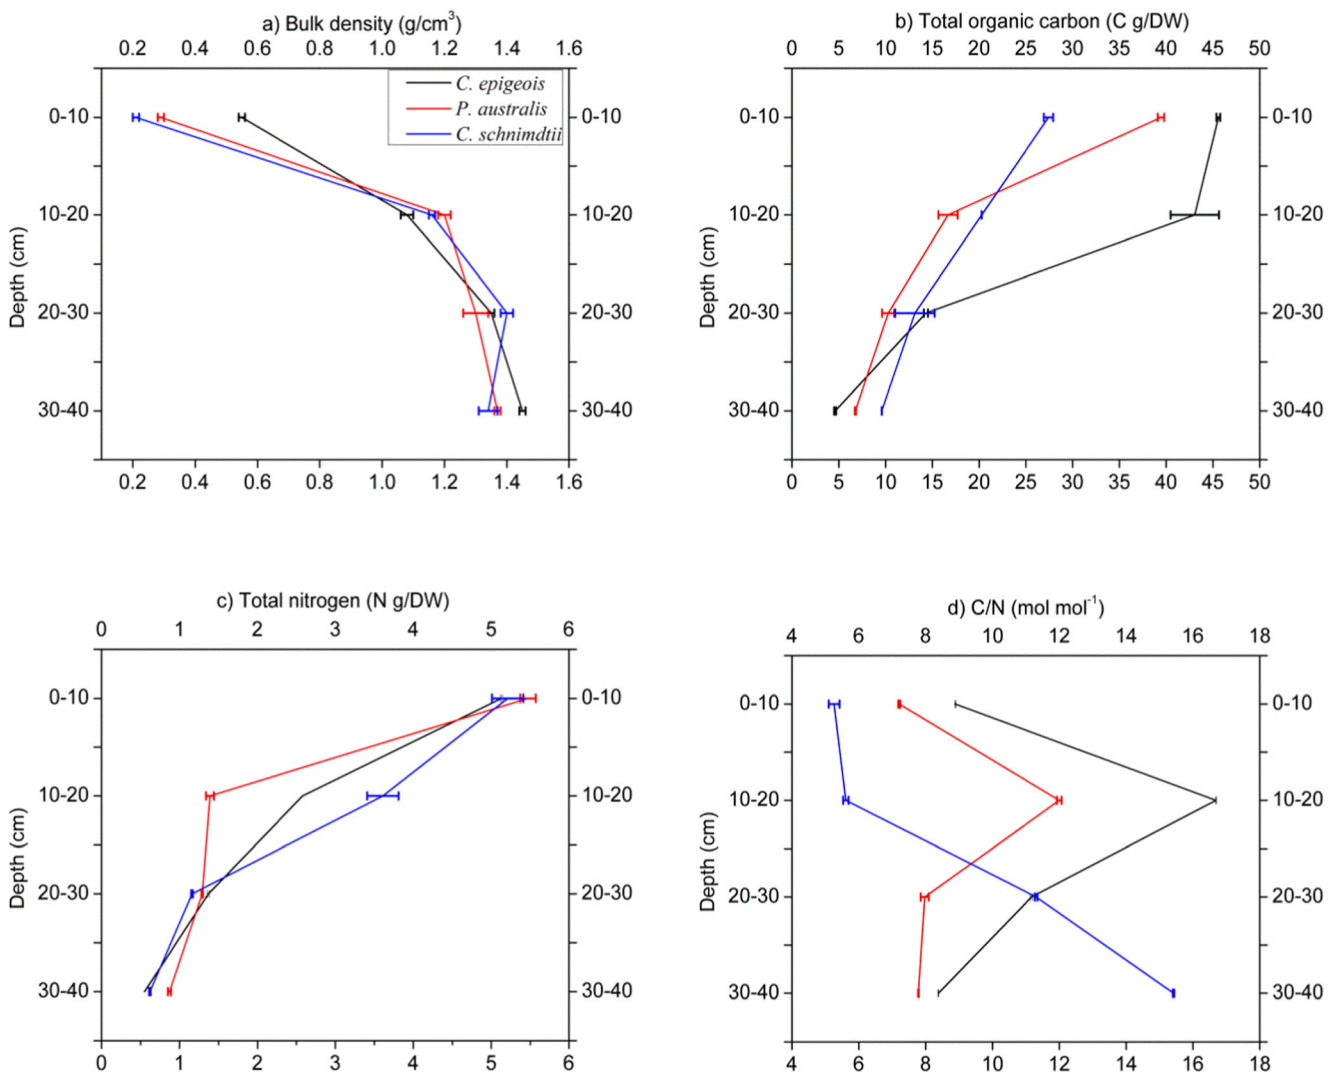 a) Bulk density (g/cm³)
0.2 0.4 0.6 0.8 1.0 1.2 1.4 1.6
C. epigeois
P. australis
C. schnimdtii
0-10 0-10
10-20 10-20
20-30 20-30
30-40 30-40
Depth (cm)
0.2 0.4 0.6 0.8 1.0 1.2 1.4 1.6
b) Total organic carbon (C g/DW)
0 5 10 15 20 25 30 35 40 45 50
0-10 0-10
10-20 10-20
20-30 20-30
30-40 30-40
Depth (cm)
0 5 10 15 20 25 30 35 40 45 50
c) Total nitrogen (N g/DW)
0 1 2 3 4 5 6
0-10 0-10
10-20 10-20
20-30 20-30
30-40 30-40
Depth (cm)
0 1 2 3 4 5 6
d) C/N (mol mol⁻¹)
4 6 8 10 12 14 16 18
0-10 0-10
10-20 10-20
20-30 20-30
30-40 30-40
Depth (cm)
4 6 8 10 12 14 16 18